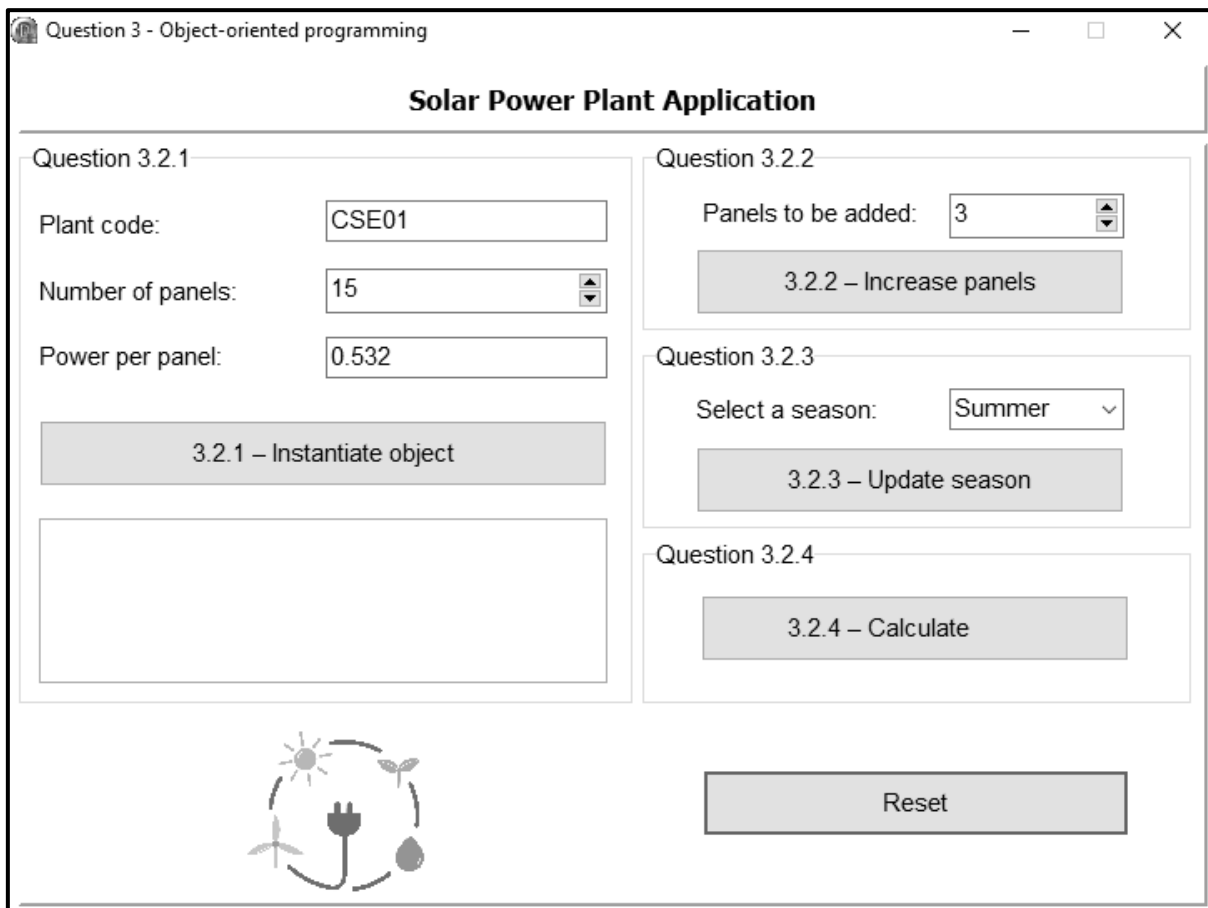 Question 3 - Object-oriented programming
Solar Power Plant Application
Question 3.2.1
Plant code: CSE01
Number of panels: 15
Power per panel: 0.532
3.2.1 – Instantiate object
Question 3.2.2
Panels to be added: 3
3.2.2 – Increase panels
Question 3.2.3
Select a season: Summer
3.2.3 – Update season
Question 3.2.4
3.2.4 – Calculate
Reset